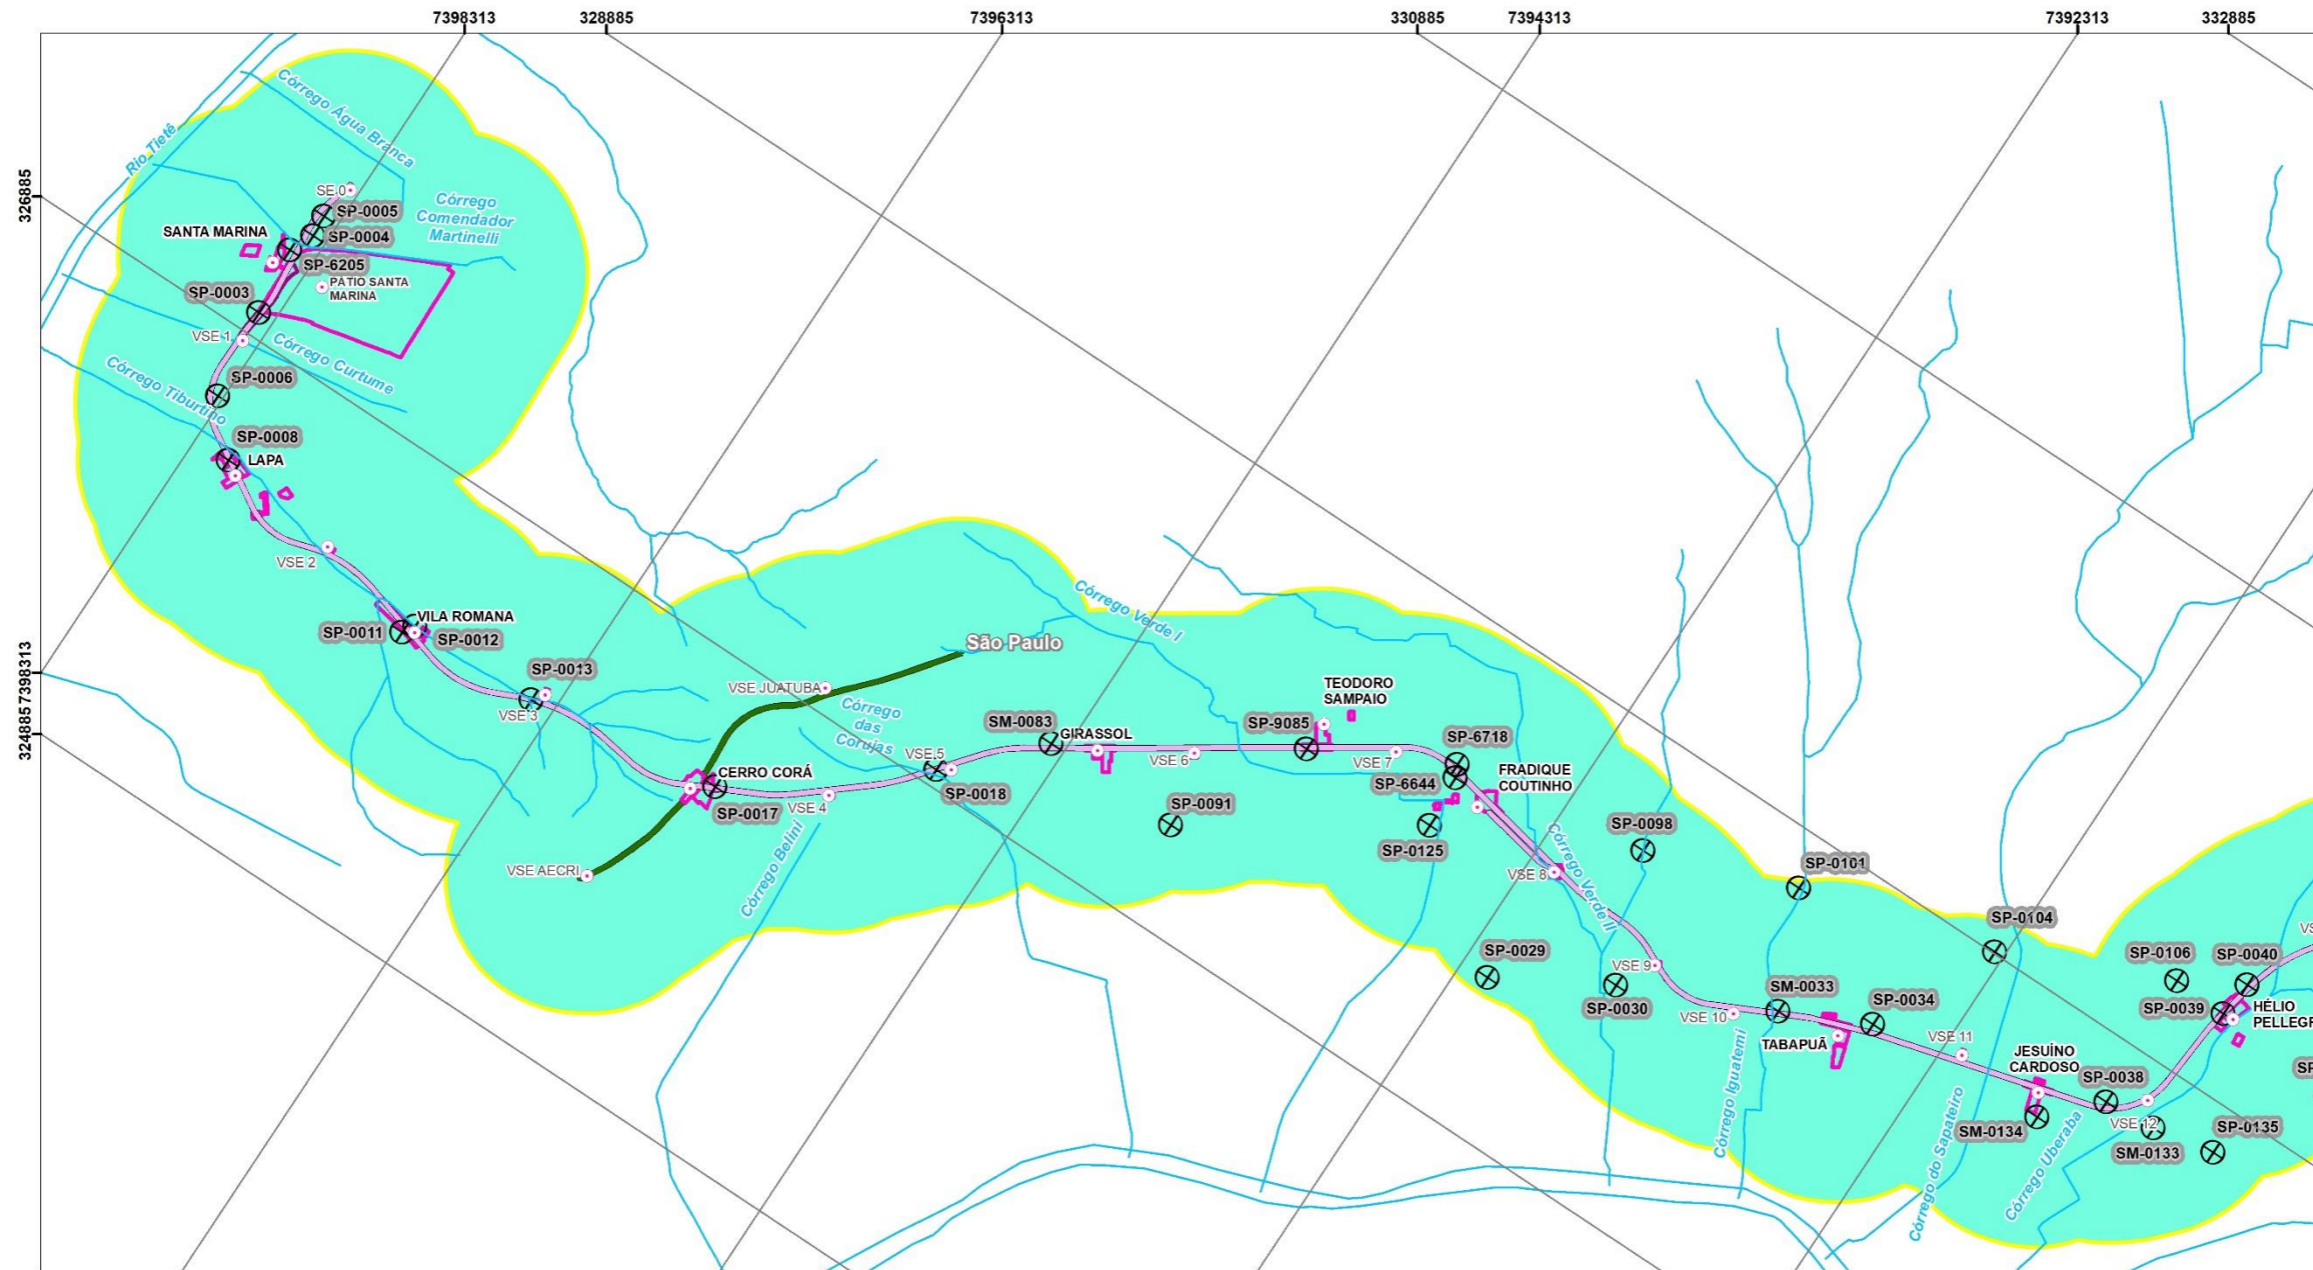 7398313
328885
7396313
330885
7394313
7392313
332885
326885
7398313
324885
Rio Tietê
Córrego Água Branca
Córrego
Comendador
Martinelli
SE 0
SP-0005
SP-0004
SANTA MARINA
SP-6205
PÁTIO SANTA
MARINA
SP-0003
VSE 1
Córrego Curtume
Córrego Tiburtino
SP-0006
SP-0008
LAPA
VSE 2
VILA ROMANA
SP-0011
SP-0012
SP-0013
VSE 3
São Paulo
VSE JUATUBA
Córrego
das
Corujas
CERRO CORÁ
SP-0017
VSE 4
VSE AECRI
Córrego Belini
VSE 5
SP-0018
SM-0083
GIRASSOL
Córrego Verde I
VSE 6
SP-0091
TEODORO
SAMPAIO
SP-9085
VSE 7
SP-6718
SP-6644
FRADIQUE
COUTINHO
SP-0125
VSE 8
Córrego Verde II
SP-0098
SP-0101
SP-0029
SP-0030
VSE 9
VSE 10
Córrego Iguatemi
SM-0033
SP-0034
TABAPUÃ
VSE 11
SP-0104
JESUÍNO
CARDOSO
SM-0134
Córrego do Sapateiro
SP-0038
VSE 12
SM-0133
Córrego Uberaba
SP-0135
SP-0106
SP-0040
SP-0039
HÉLIO
PELLEGR
VS
SP